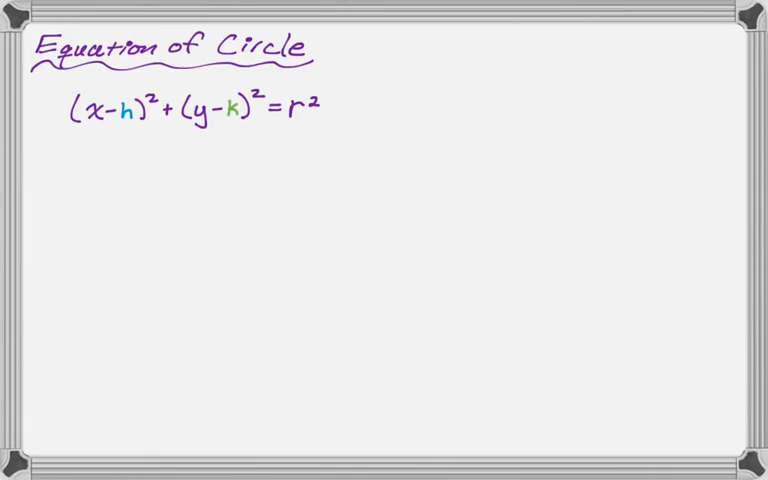 Equation of Circle
(x-h)²+(y-k)²=r²